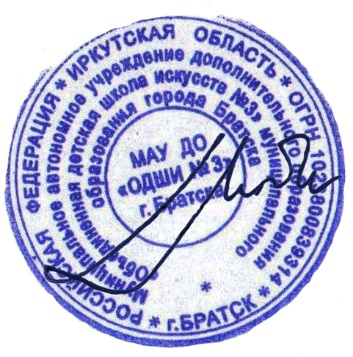 РОССИЙСКАЯ ФЕДЕРАЦИЯ * ИРКУТСКАЯ ОБЛАСТЬ * ОГРН * г.БРАТСК *
Муниципальное автономное учреждение дополнительного образования
"Объединенная детская школа искусств №3" муниципального
образования города Братска
МАУ ДО
«ОДШИ №3»
г.Братска